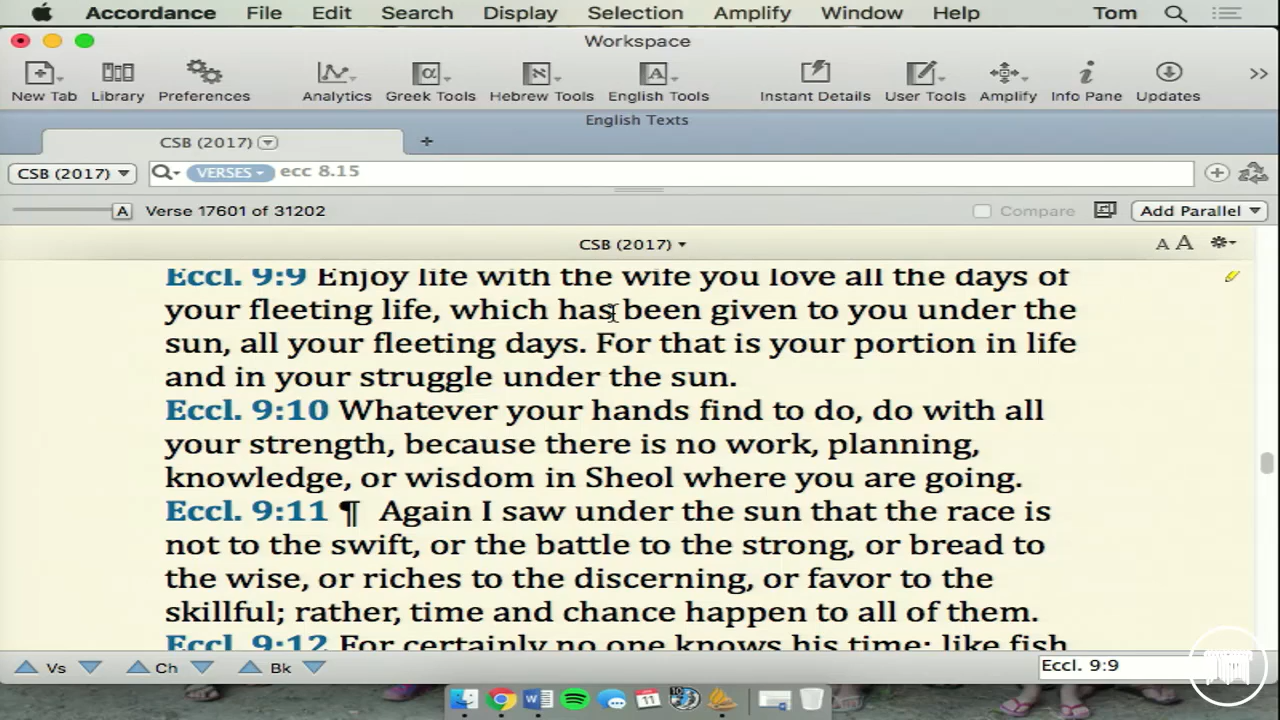 Accordance File Edit Search Display Selection Amplify Window Help Tom
Workspace
New Tab Library Preferences Analytics Greek Tools Hebrew Tools English Tools Instant Details User Tools Amplify Info Pane Updates
English Texts
CSB (2017)
CSB (2017) VERSES ecc 8.15
A Verse 17601 of 31202 Compare Add Parallel
CSB (2017) A A
Eccl. 9:9 Enjoy life with the wife you love all the days of
your fleeting life, which has been given to you under the
sun, all your fleeting days. For that is your portion in life
and in your struggle under the sun.
Eccl. 9:10 Whatever your hands find to do, do with all
your strength, because there is no work, planning,
knowledge, or wisdom in Sheol where you are going.
Eccl. 9:11 ¶ Again I saw under the sun that the race is
not to the swift, or the battle to the strong, or bread to
the wise, or riches to the discerning, or favor to the
skillful; rather, time and chance happen to all of them.
Eccl. 9:12 For certainly no one knows his time: like fish
Vs Ch Bk Eccl. 9:9
11 10